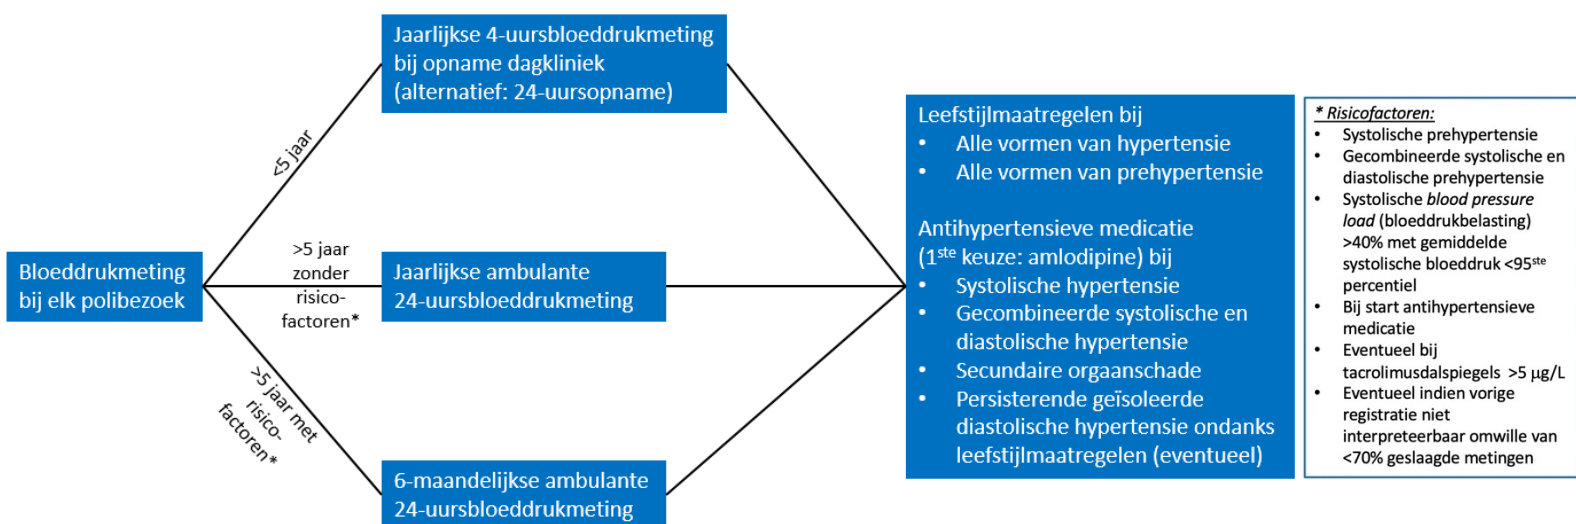 Bloeddrukmeting
bij elk polibezoek
<5 jaar
>5 jaar
zonder
risico-
factoren*
>5 jaar met
risico-
factoren*
Jaarlijkse 4-uursbloeddrukmeting
bij opname dagkliniek
(alternatief: 24-uursopname)
Jaarlijkse ambulante
24-uursbloeddrukmeting
6-maandelijkse ambulante
24-uursbloeddrukmeting
Leefstijlmaatregelen bij
• Alle vormen van hypertensie
• Alle vormen van prehypertensie
Antihypertensieve medicatie
(1ste keuze: amlodipine) bij
• Systolische hypertensie
• Gecombineerde systolische en
diastolische hypertensie
• Secundaire orgaanschade
• Persisterende geïsoleerde
diastolische hypertensie ondanks
leefstijlmaatregelen (eventueel)
* Risicofactoren:
• Systolische prehypertensie
• Gecombineerde systolische en
diastolische prehypertensie
• Systolische blood pressure
load (bloeddrukbelasting)
>40% met gemiddelde
systolische bloeddruk <95ste
percentiel
• Bij start antihypertensieve
medicatie
• Eventueel bij
tacrolimusdalspiegels >5 µg/L
• Eventueel indien vorige
registratie niet
interpreteerbaar omwille van
<70% geslaagde metingen